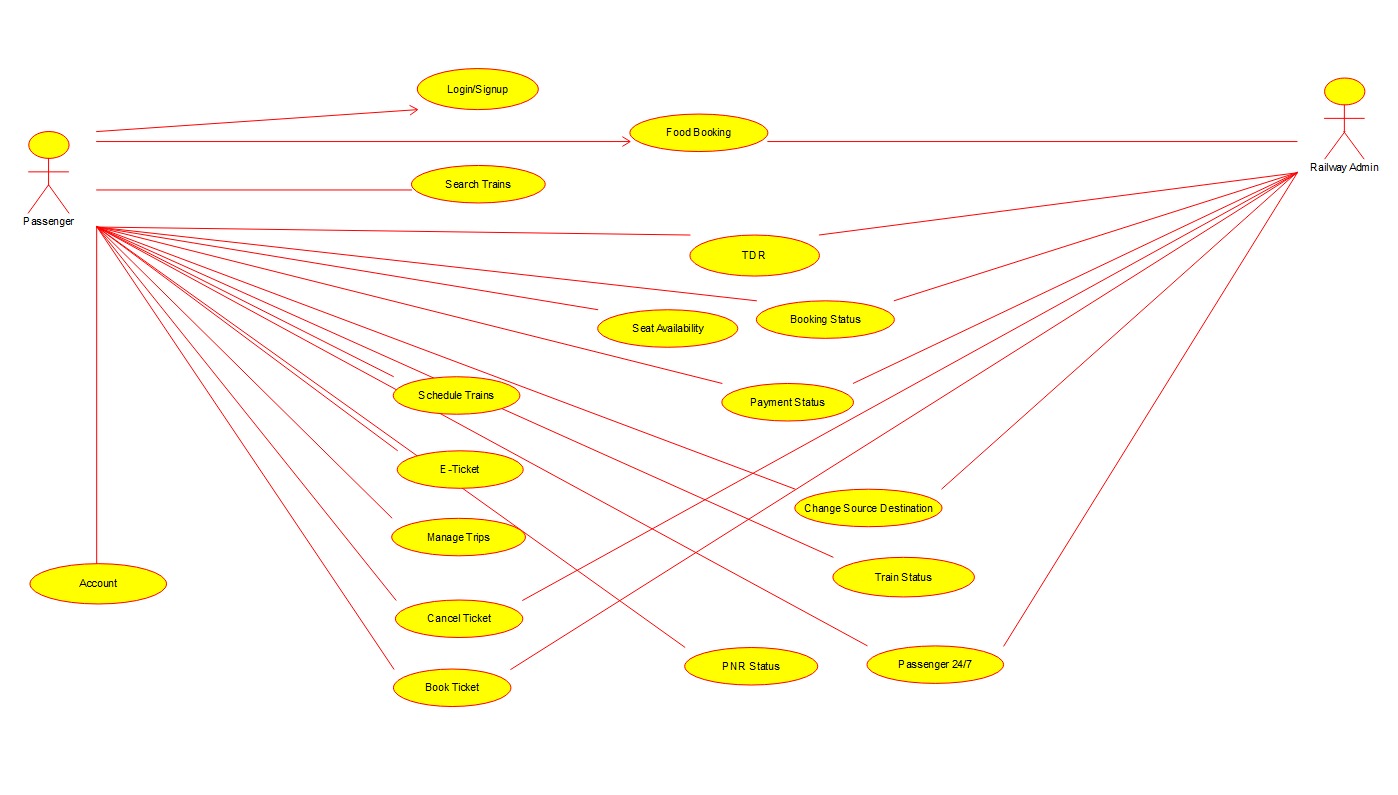 Login/Signup
Food Booking
Railway Admin
Search Trains
Passenger
TDR
Booking Status
Seat Availability
Schedule Trains
Payment Status
E-Ticket
Change Source Destination
Manage Trips
Train Status
Account
Cancel Ticket
PNR Status
Passenger 24/7
Book Ticket